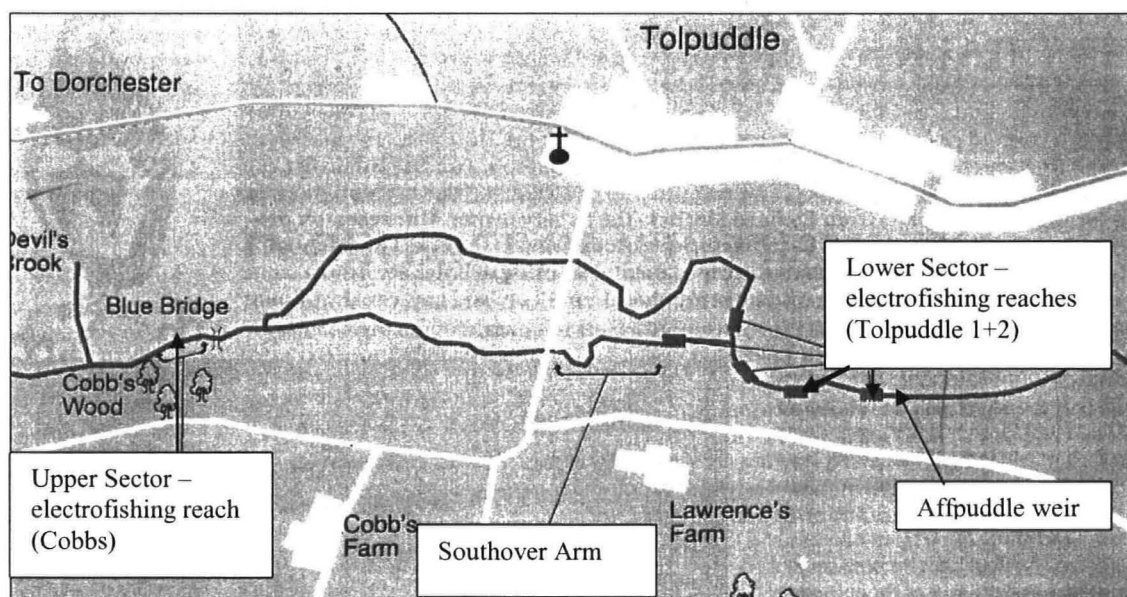 Tolpuddle
To Dorchester
Devil's
Brook
Blue Bridge
Cobb's
Wood
Lower Sector –
electrofishing reaches
(Tolpuddle 1+2)
Upper Sector –
electrofishing reach
(Cobbs)
Cobb's
Farm
Southover Arm
Lawrence's
Farm
Affpuddle weir